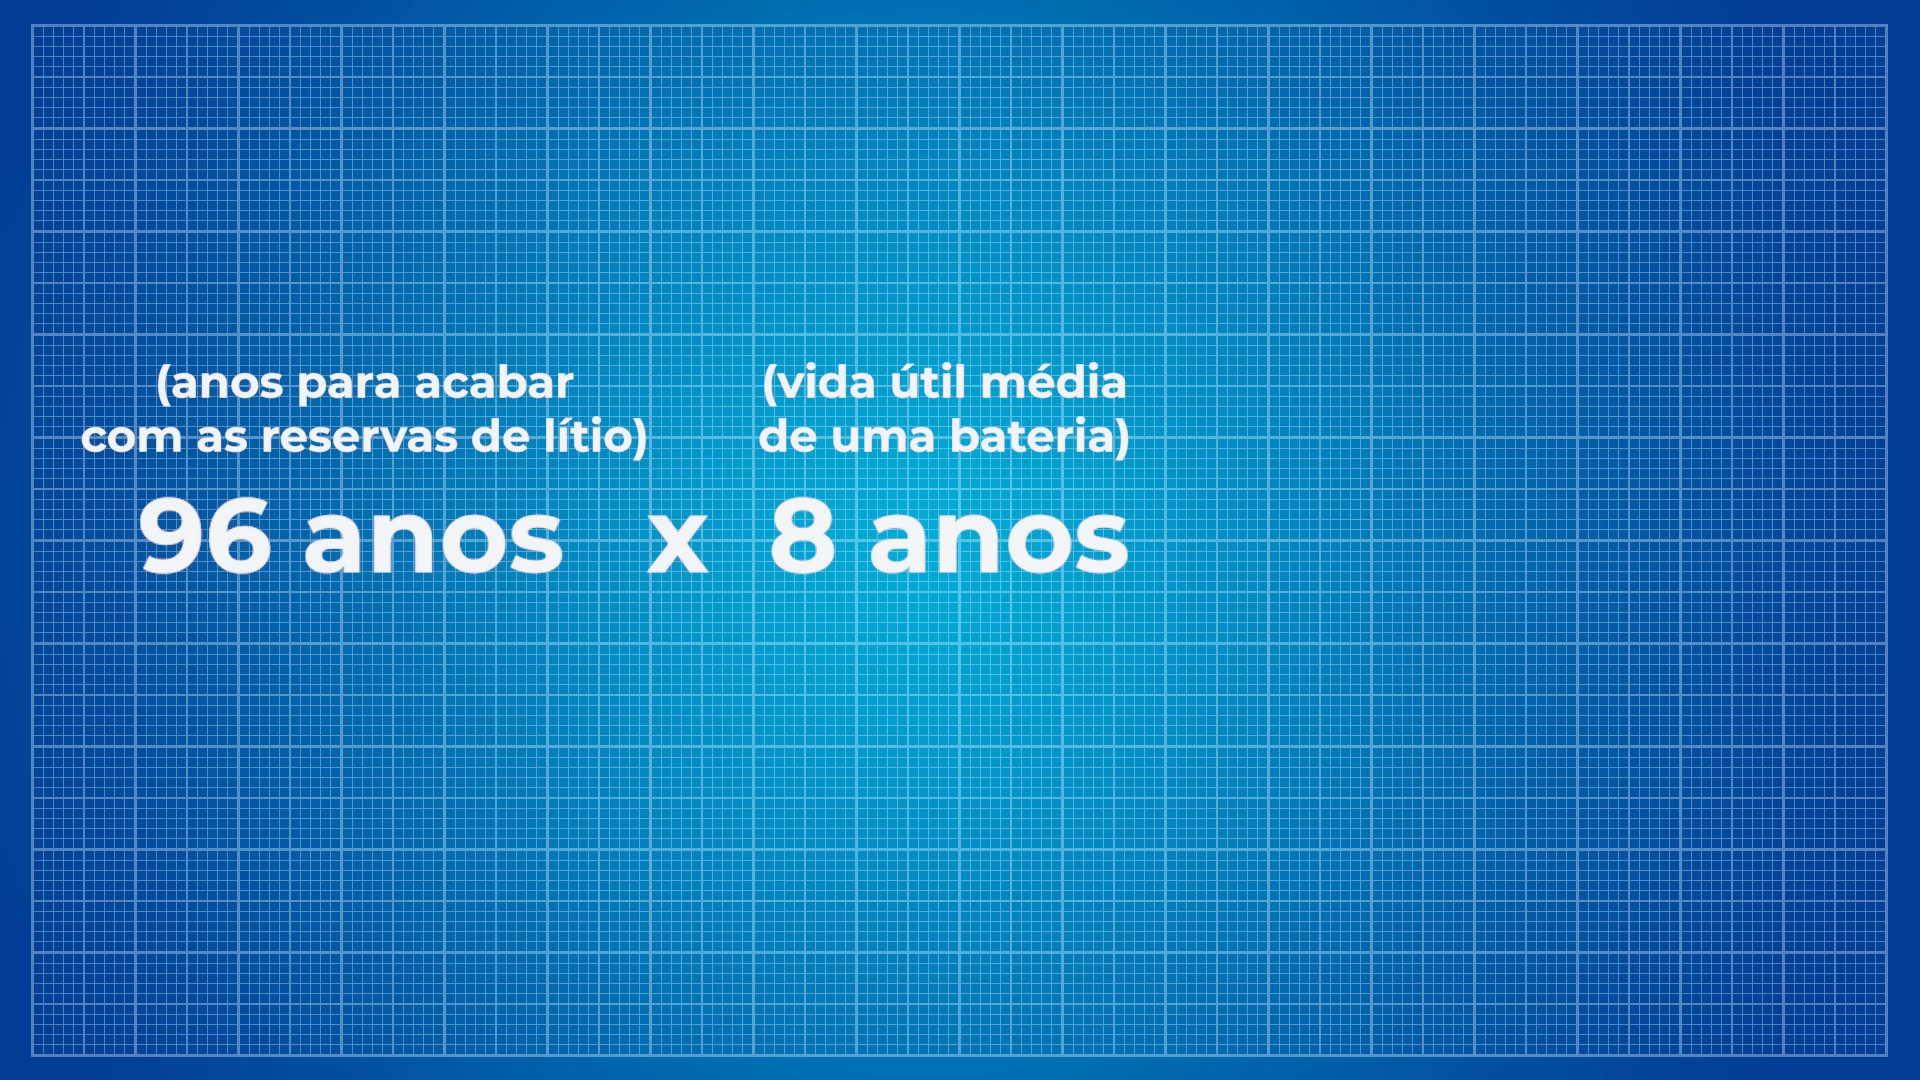 (anos para acabar
com as reservas de lítio)
(vida útil média
de uma bateria)
96 anos x 8 anos